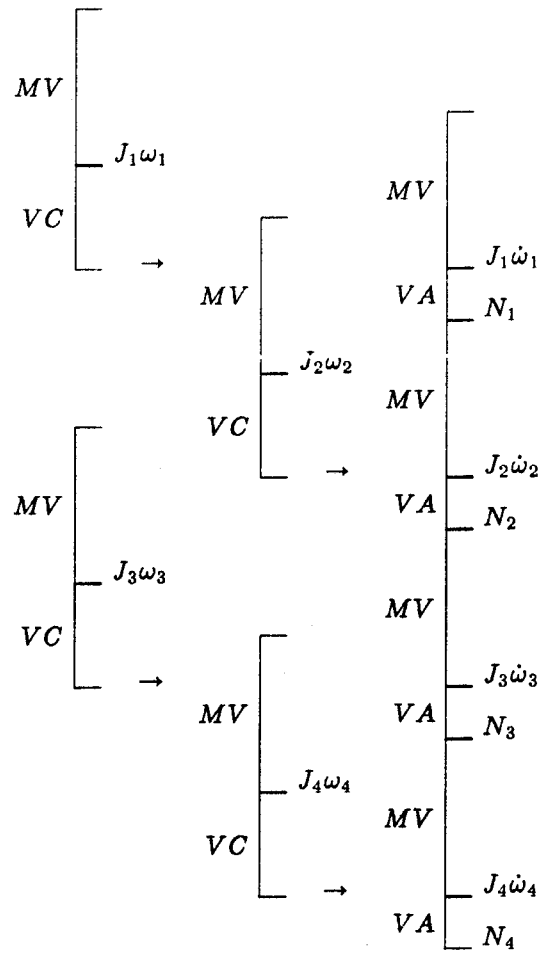 MV
J₁ω₁
VC
→
MV
J₃ω₃
VC
→
MV
J₂ω₂
VC
→
MV
J₄ω₄
VC
→
MV
J₁ω̇₁
VA
N₁
MV
J₂ω̇₂
VA
N₂
MV
J₃ω̇₃
VA
N₃
MV
J₄ω̇₄
VA
N₄